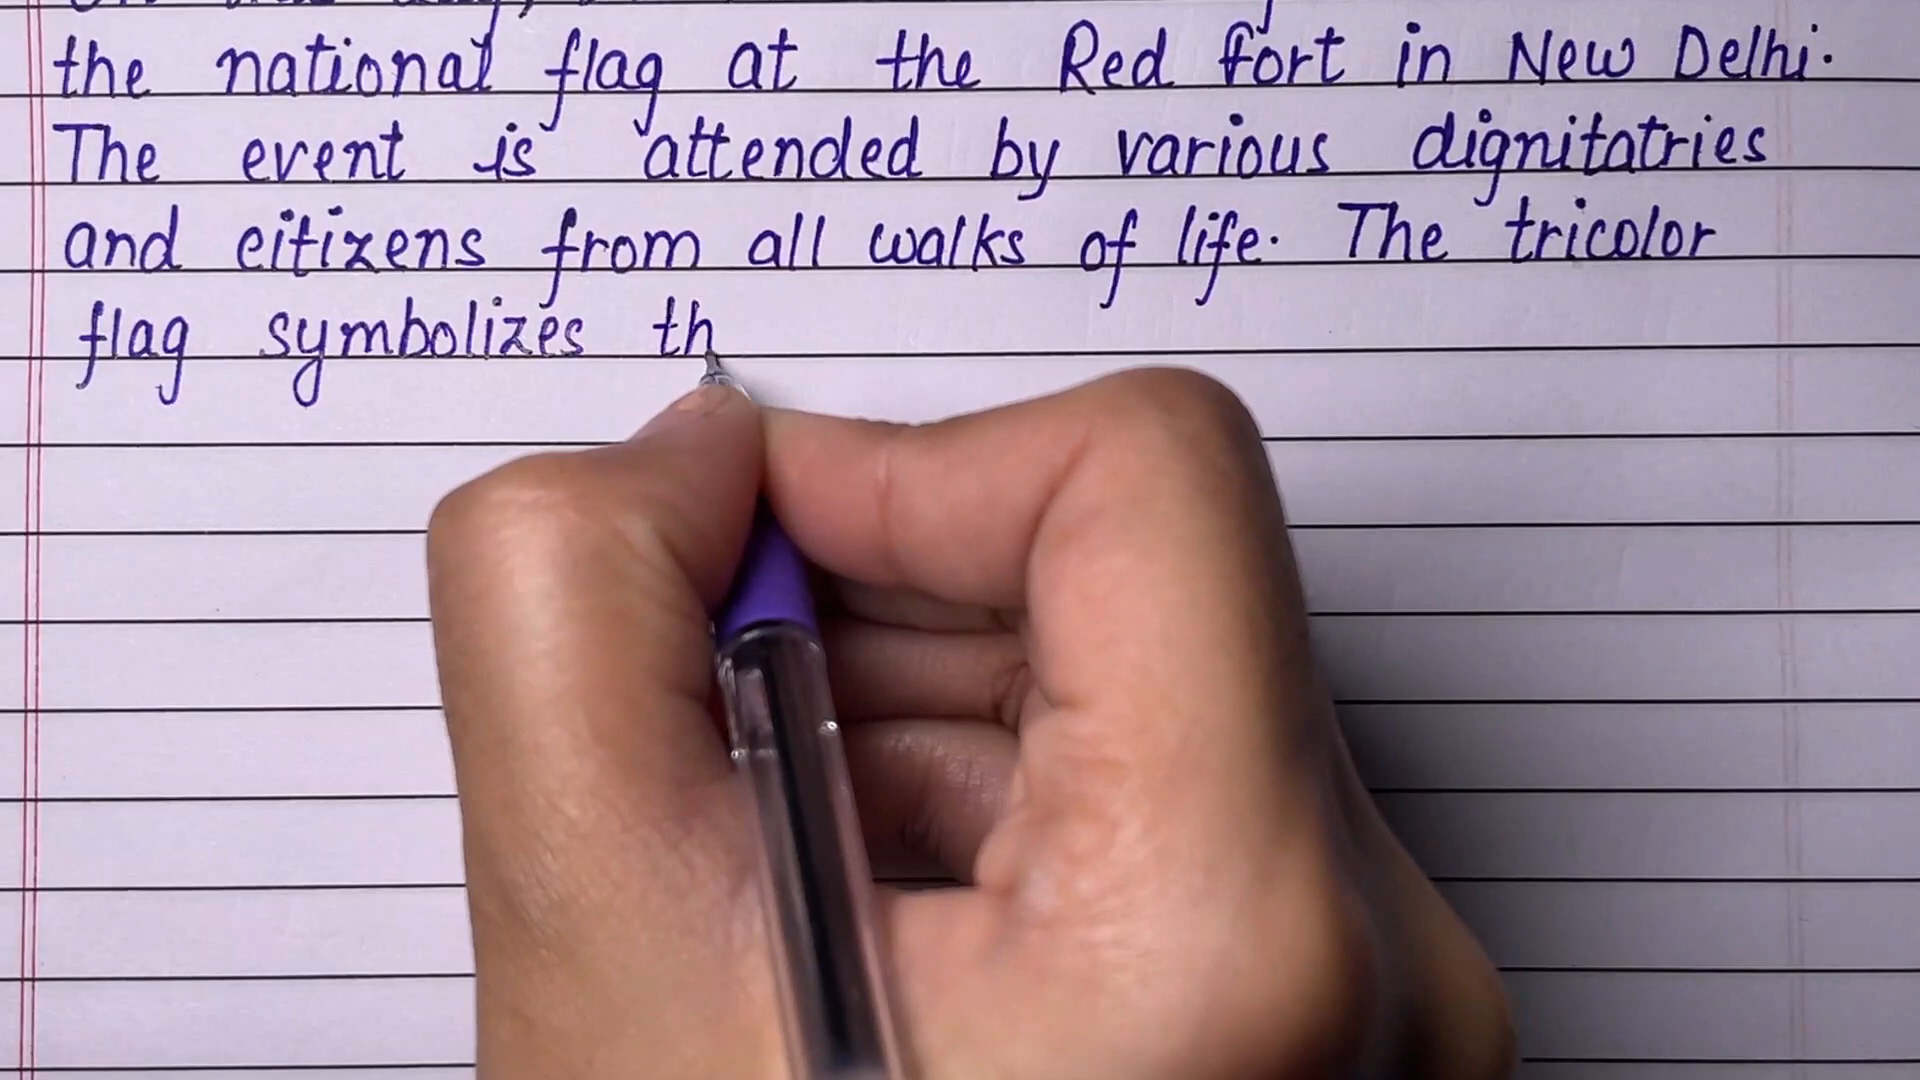 the national flag at the Red fort in New Delhi.
The event is attended by various dignitatries
and citizens from all walks of life. The tricolor
flag symbolizes th